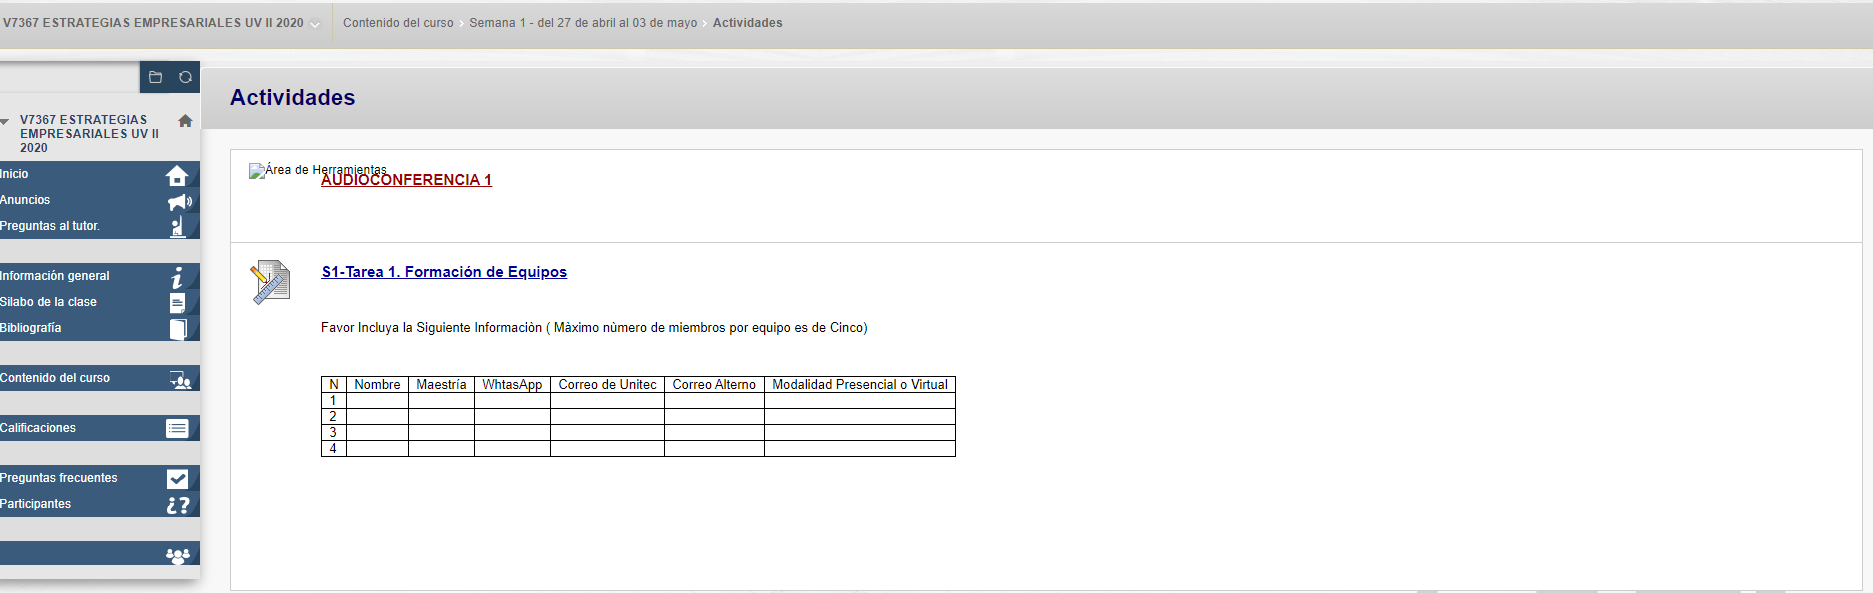 V7367 ESTRATEGIAS EMPRESARIALES UV II 2020
Contenido del curso
Semana 1 - del 27 de abril al 03 de mayo
Actividades
V7367 ESTRATEGIAS
EMPRESARIALES UV II
2020
Inicio
Anuncios
Preguntas al tutor.
Información general
Silabo de la clase
Bibliografía
Contenido del curso
Calificaciones
Preguntas frecuentes
Participantes
Actividades
Área de Herramientas
AUDIOCONFERENCIA 1
S1-Tarea 1. Formación de Equipos
Favor Incluya la Siguiente Informaciòn ( Màximo nùmero de miembros por equipo es de Cinco)
N Nombre Maestría WhtasApp Correo de Unitec Correo Alterno Modalidad Presencial o Virtual
1
2
3
4